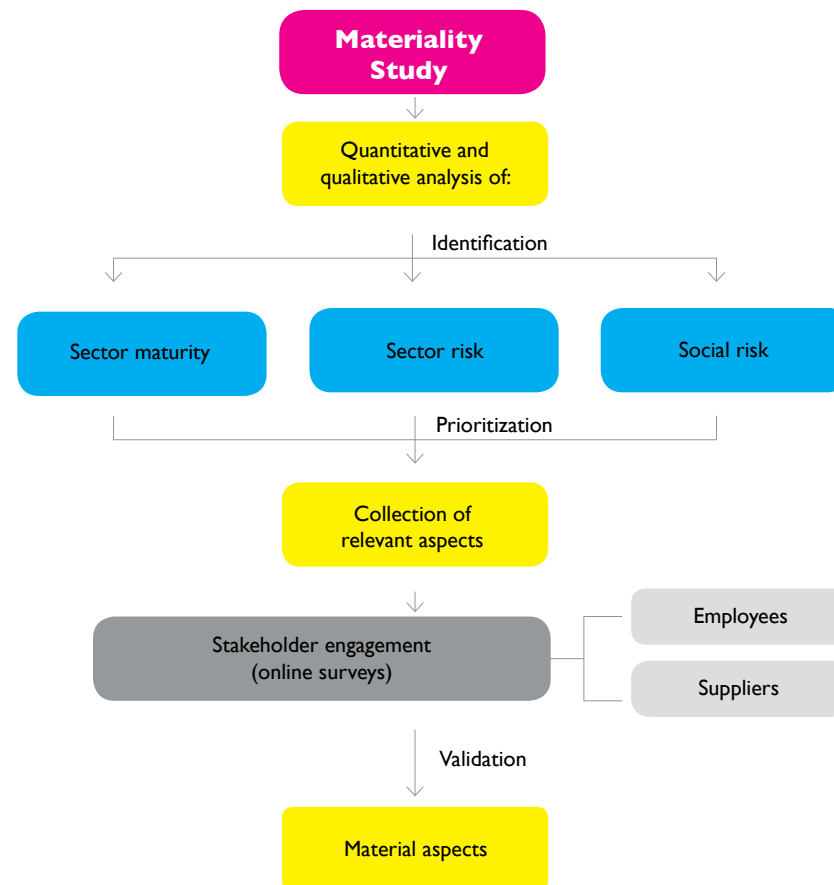 Materiality
Study
Quantitative and
qualitative analysis of:
Identification
Sector maturity
Sector risk
Social risk
Prioritization
Collection of
relevant aspects
Stakeholder engagement
(online surveys)
Employees
Suppliers
Validation
Material aspects